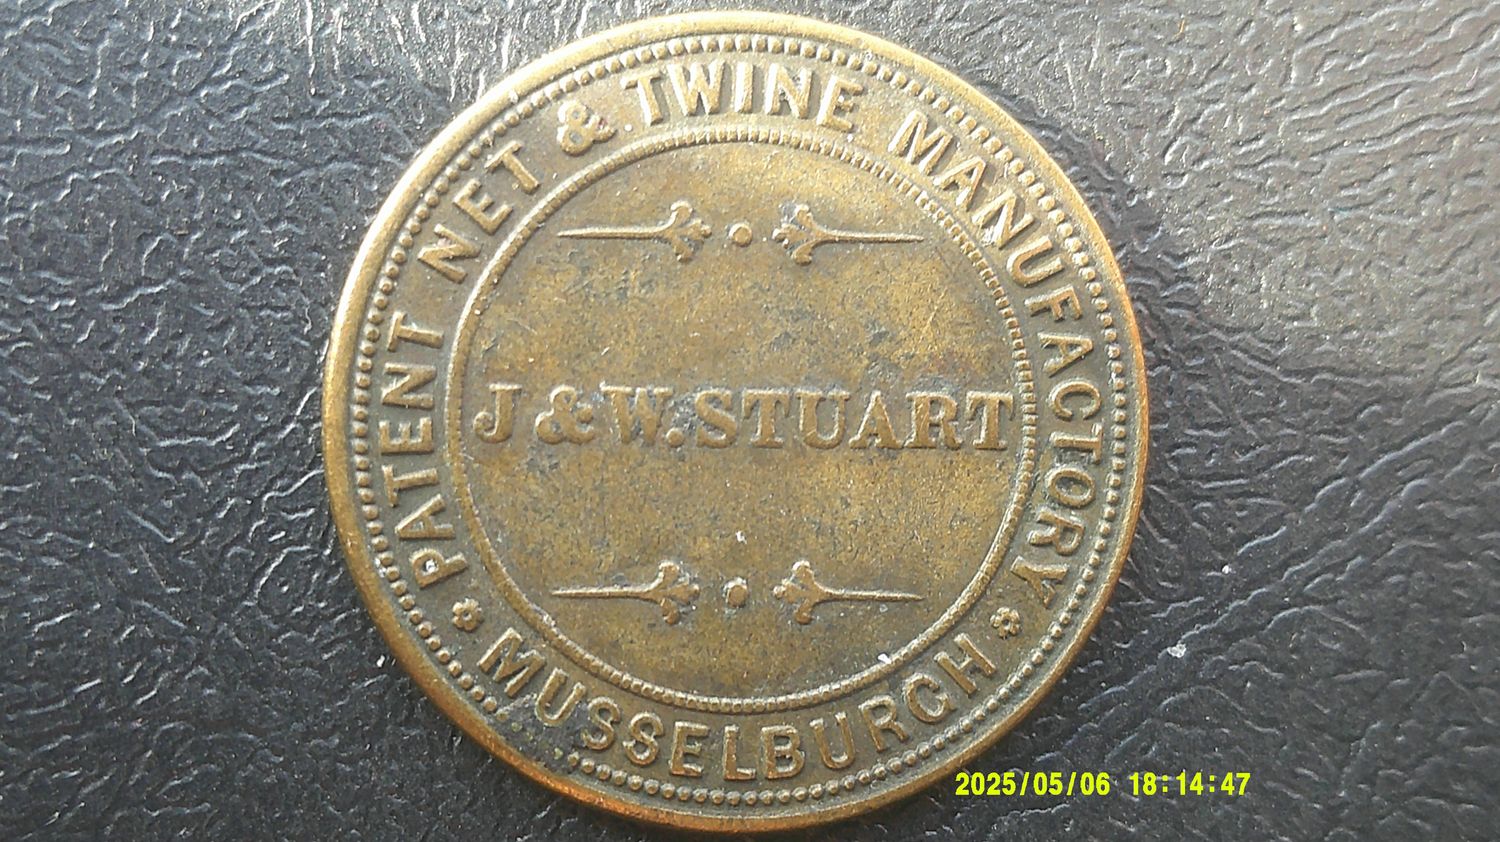 PATENT NET & TWINE MANUFACTORY
J & W. STUART
MUSSELBURGH
2025/05/06 18:14:47